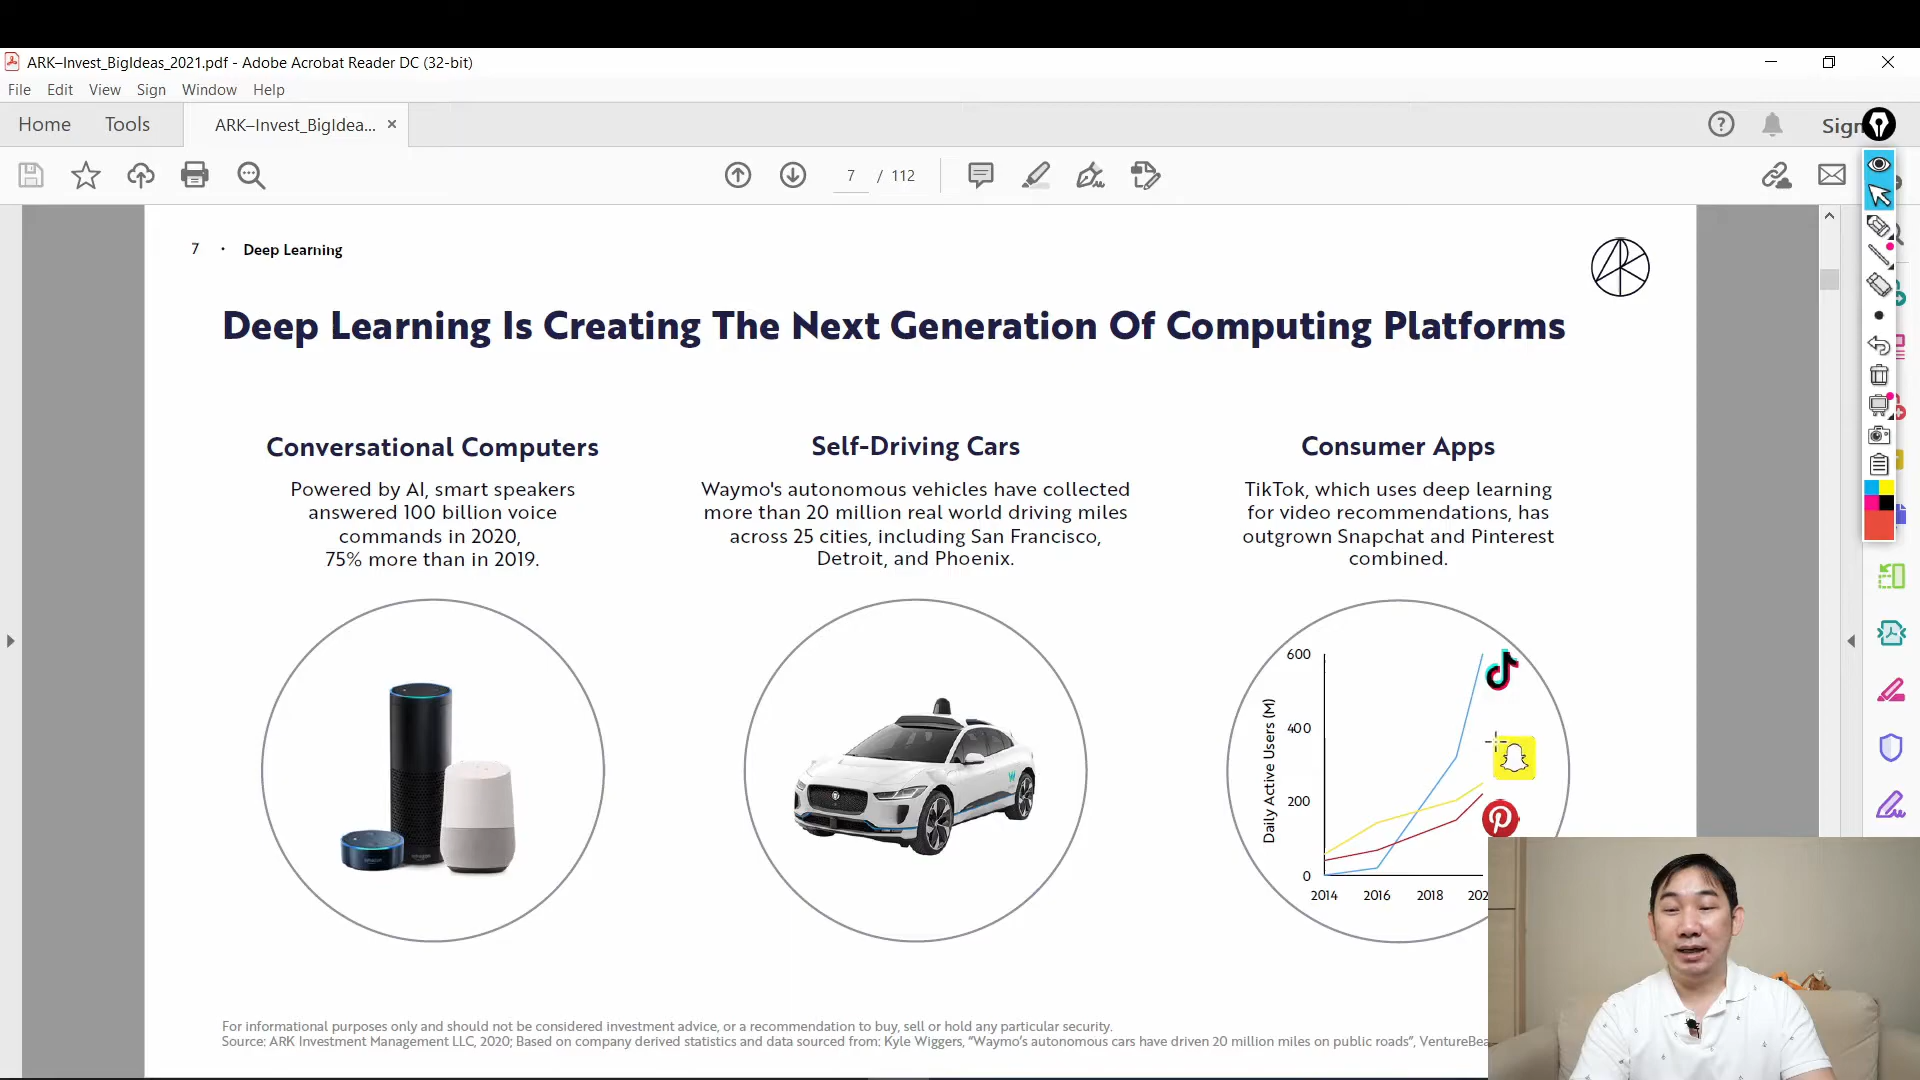 ARK–Invest_BigIdeas_2021.pdf - Adobe Acrobat Reader DC (32-bit)
File Edit View Sign Window Help
Home Tools ARK–Invest_BigIdea... ×
Sign
7 / 112
7 · Deep Learning
Deep Learning Is Creating The Next Generation Of Computing Platforms
Conversational Computers
Powered by AI, smart speakers
answered 100 billion voice
commands in 2020,
75% more than in 2019.
Self-Driving Cars
Waymo's autonomous vehicles have collected
more than 20 million real world driving miles
across 25 cities, including San Francisco,
Detroit, and Phoenix.
Consumer Apps
TikTok, which uses deep learning
for video recommendations, has
outgrown Snapchat and Pinterest
combined.
Daily Active Users (M)
600
400
200
0
2014 2016 2018 202
For informational purposes only and should not be considered investment advice, or a recommendation to buy, sell or hold any particular security.
Source: ARK Investment Management LLC, 2020; Based on company derived statistics and data sourced from: Kyle Wiggers, "Waymo's autonomous cars have driven 20 million miles on public roads", VentureBea